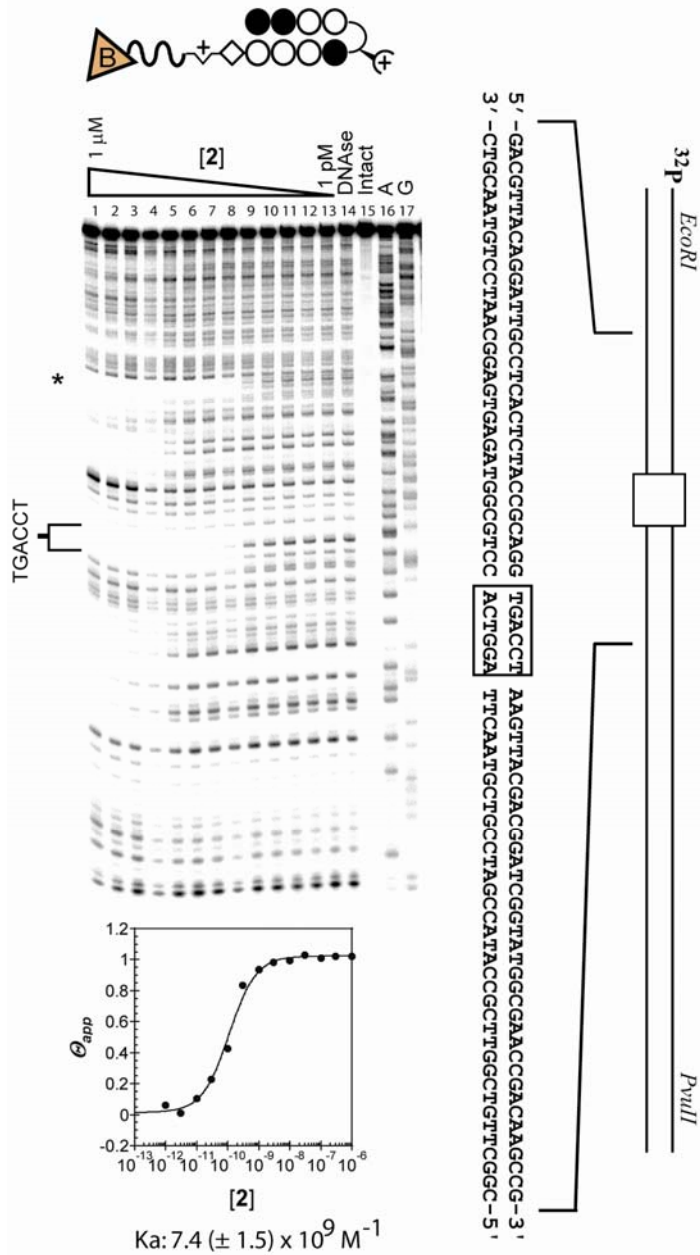 B
+
+
1 μM
[2]
1 pM
DNAse
Intact
A
G
1 2 3 4 5 6 7 8 9 10 11 12 13 14 15 16 17
*
TGACCT
1.2
1
0.8
0.6
0.4
0.2
0
-0.2
Θapp
10-13 10-12 10-11 10-10 10-9 10-8 10-7 10-6
[2]
Ka: 7.4 (± 1.5) x 10^9 M^-1
5'-GACGTTACAGGATTGCCTCACTCTACCGCAGG TGACCT AAGTTACGACGGATCGGTATGGCGAACCGACAAGCCG-3'
3'-CTGCAATGTCCTAACGGAGTGAGATGGCGTCC ACTGGA TTCAATGCTGCCTAGCCATACCGCTTGGCTGTTCGGC-5'
32P
EcoRI
PvuII